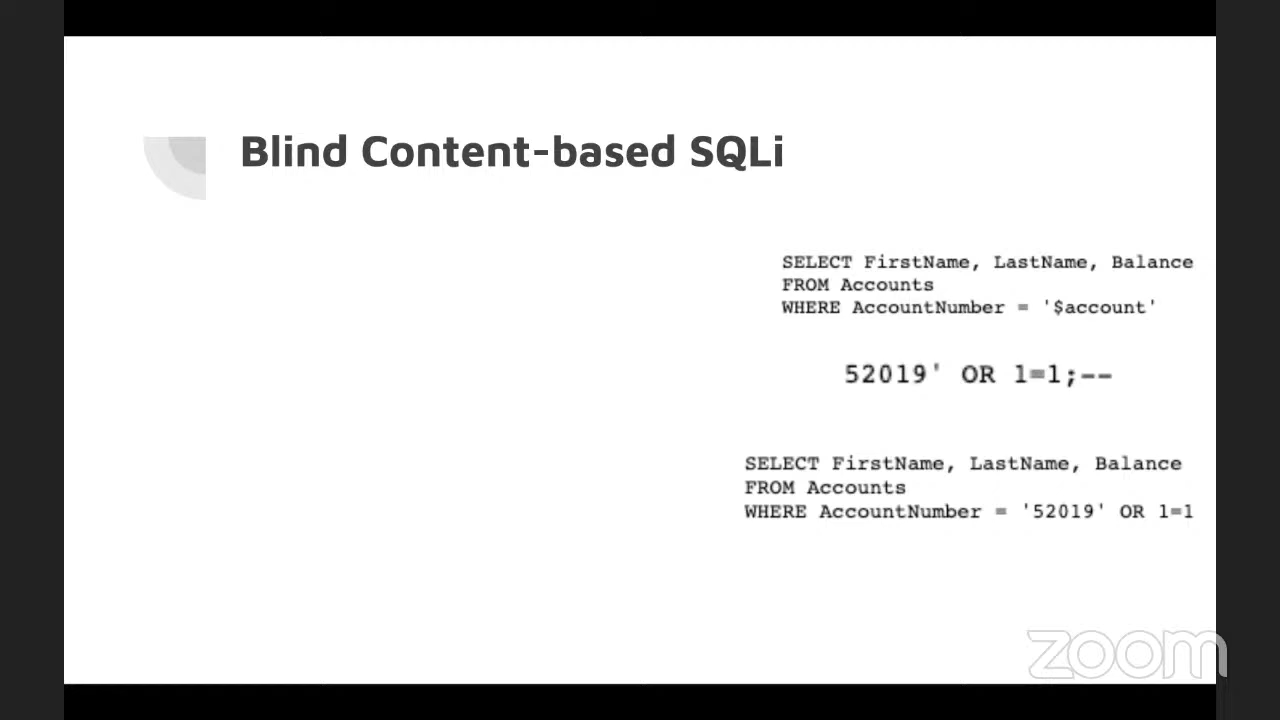 Blind Content-based SQLi
SELECT FirstName, LastName, Balance
FROM Accounts
WHERE AccountNumber = '$account'
52019' OR 1=1;--
SELECT FirstName, LastName, Balance
FROM Accounts
WHERE AccountNumber = '52019' OR 1=1
zoom